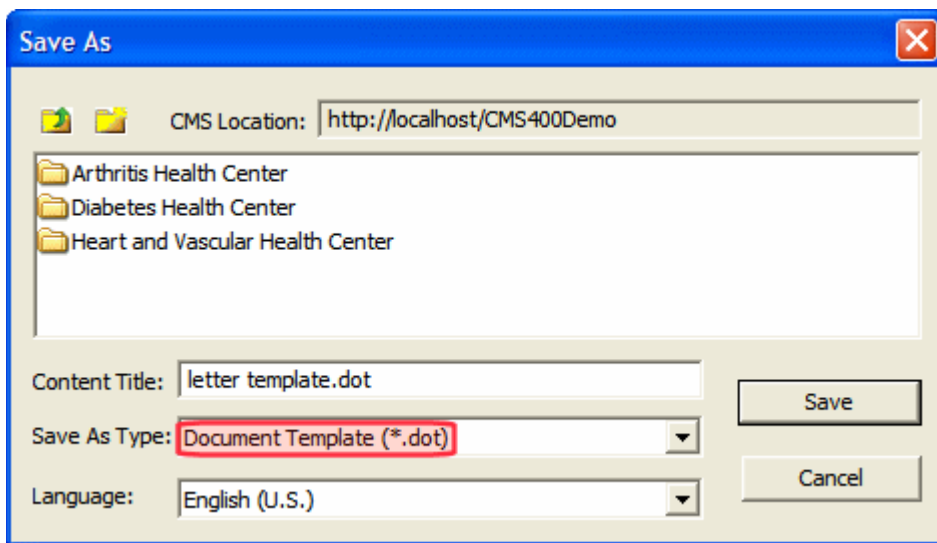 Save As
CMS Location: http://localhost/CMS400Demo
Arthritis Health Center
Diabetes Health Center
Heart and Vascular Health Center
Content Title: letter template.dot
Save
Save As Type: Document Template (*.dot)
Cancel
Language: English (U.S.)